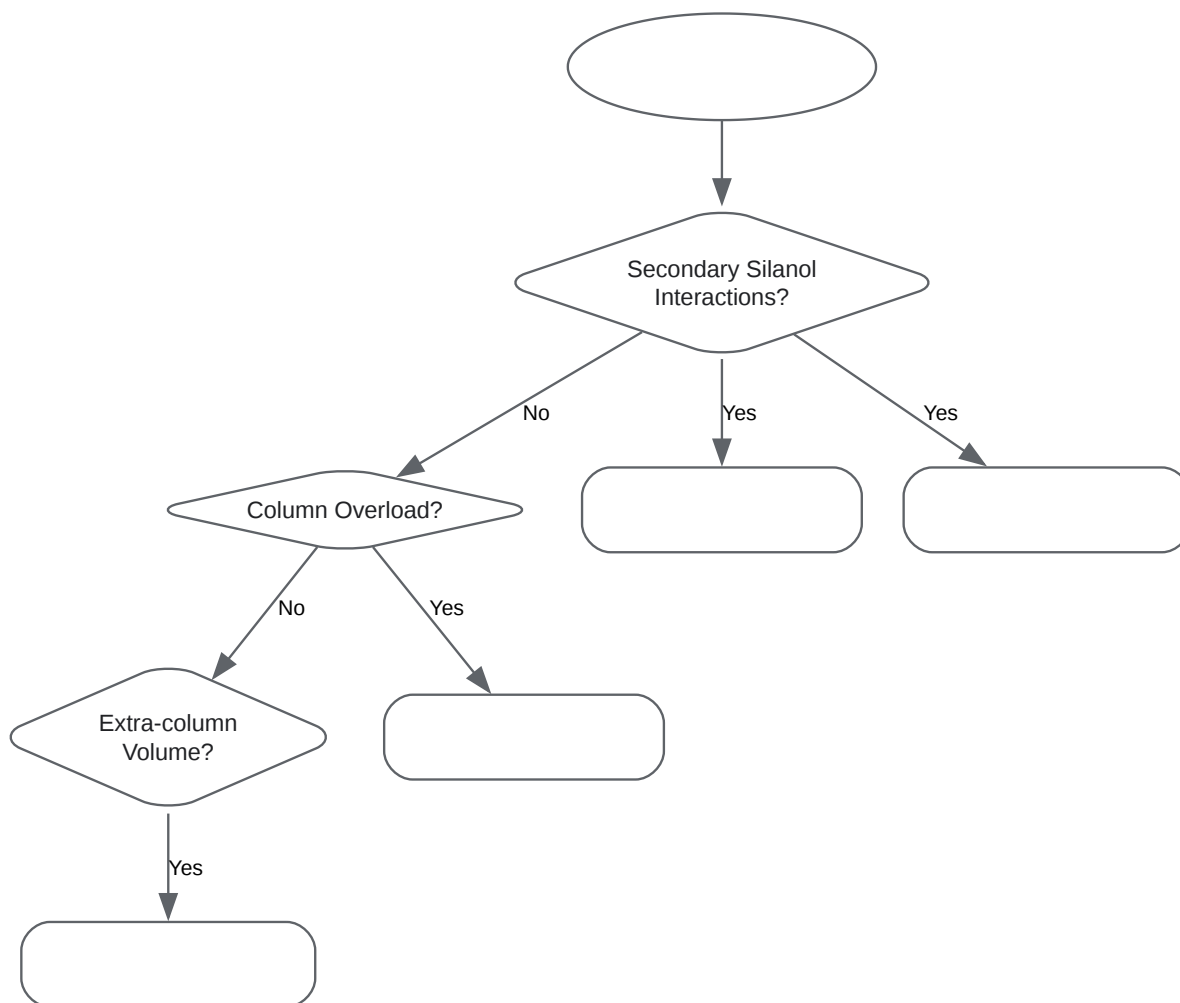 Secondary Silanol
Interactions?
No
Yes
Yes
Column Overload?
No
Yes
Extra-column
Volume?
Yes